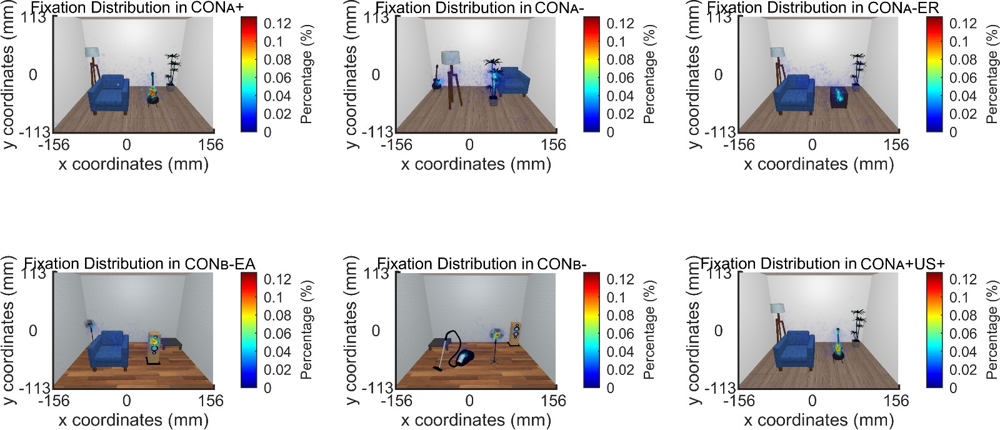 Fixation Distribution in CONA+
113
0
-113
y coordinates (mm)
-156 0 156
x coordinates (mm)
0.12
0.1
0.08
0.06
0.04
0.02
0
Percentage (%)
Fixation Distribution in CONA-
113
0
-113
y coordinates (mm)
-156 0 156
x coordinates (mm)
0.12
0.1
0.08
0.06
0.04
0.02
0
Percentage (%)
Fixation Distribution in CONA-ER
113
0
-113
y coordinates (mm)
-156 0 156
x coordinates (mm)
0.12
0.1
0.08
0.06
0.04
0.02
0
Percentage (%)
Fixation Distribution in CONB-EA
113
0
-113
y coordinates (mm)
-156 0 156
x coordinates (mm)
0.12
0.1
0.08
0.06
0.04
0.02
0
Percentage (%)
Fixation Distribution in CONB-
113
0
-113
y coordinates (mm)
-156 0 156
x coordinates (mm)
0.12
0.1
0.08
0.06
0.04
0.02
0
Percentage (%)
Fixation Distribution in CONA+US+
113
0
-113
y coordinates (mm)
-156 0 156
x coordinates (mm)
0.12
0.1
0.08
0.06
0.04
0.02
0
Percentage (%)